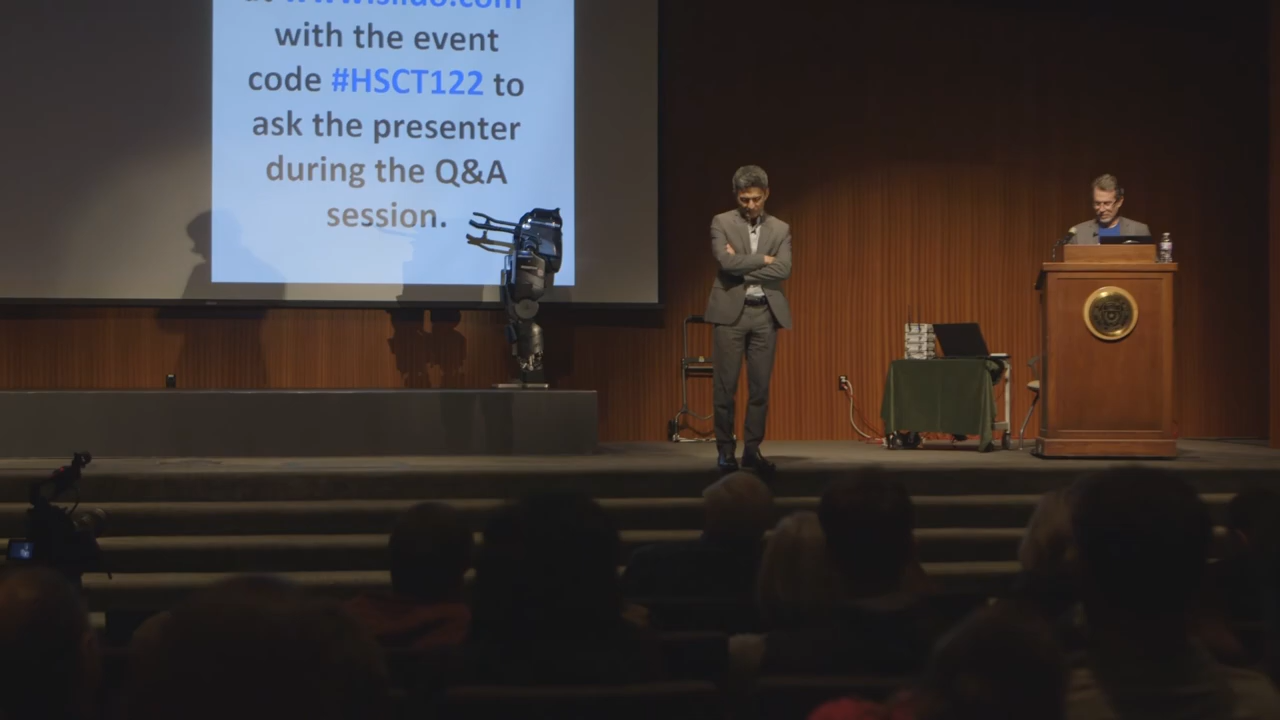 with the event
code #HSCT122 to
ask the presenter
during the Q&A
session.